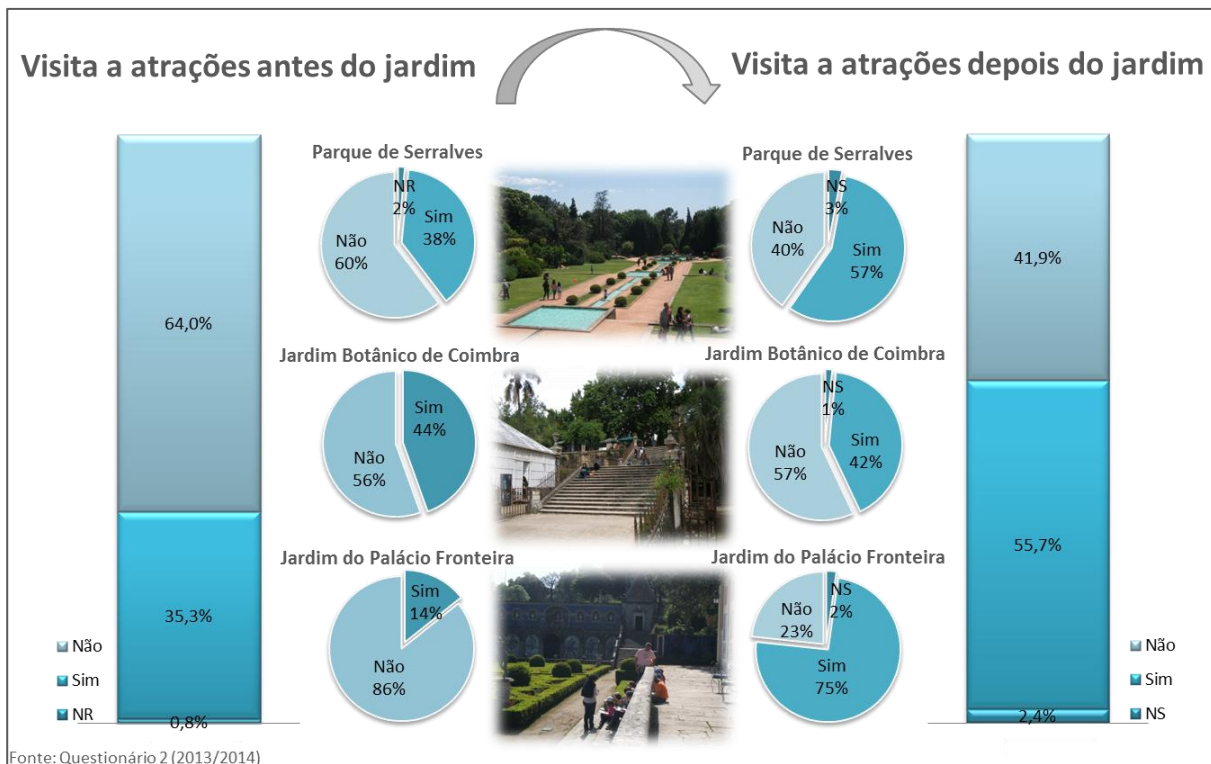 Visita a atrações antes do jardim
Visita a atrações depois do jardim
64,0%
35,3%
0,8%
Não
Sim
NR
Parque de Serralves
NR
2%
Sim
38%
Não
60%
Jardim Botânico de Coimbra
Sim
44%
Não
56%
Jardim do Palácio Fronteira
Sim
14%
Não
86%
Parque de Serralves
NS
3%
Não
40%
Sim
57%
Jardim Botânico de Coimbra
NS
1%
Sim
42%
Não
57%
Jardim do Palácio Fronteira
NS
2%
Não
23%
Sim
75%
41,9%
55,7%
2,4%
Não
Sim
NS
Fonte: Questionário 2 (2013/2014)